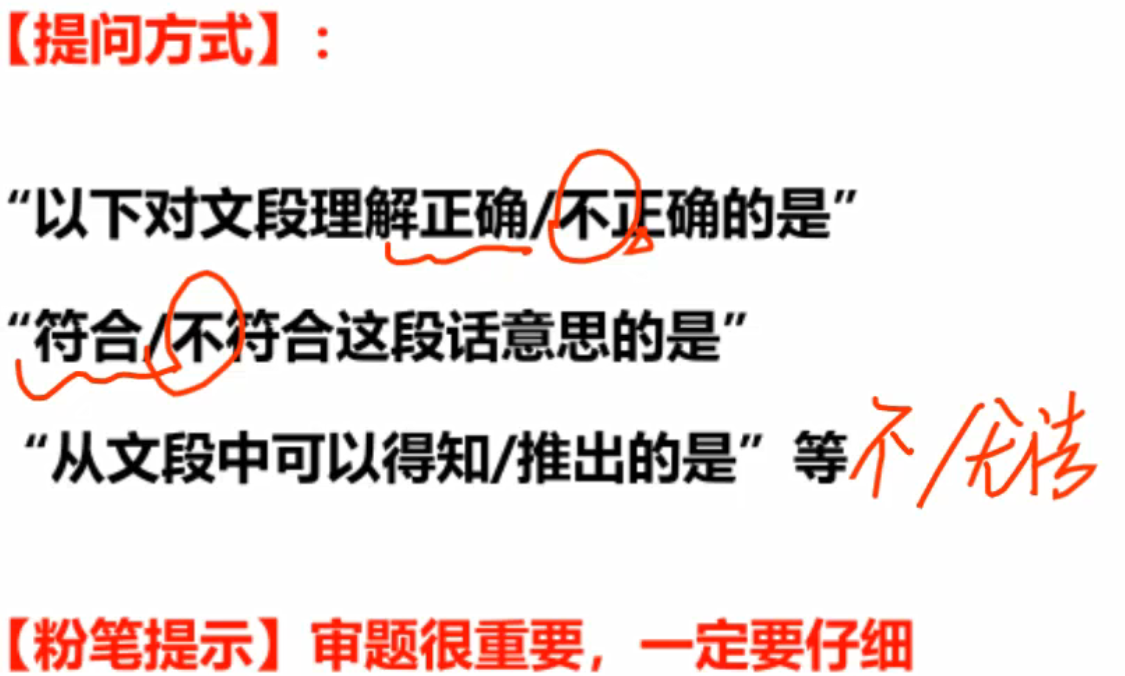 【提问方式】：
“以下对文段理解正确/不正确的是”
“符合/不符合这段话意思的是”
“从文段中可以得知/推出的是”等不/无法
【粉笔提示】审题很重要，一定要仔细